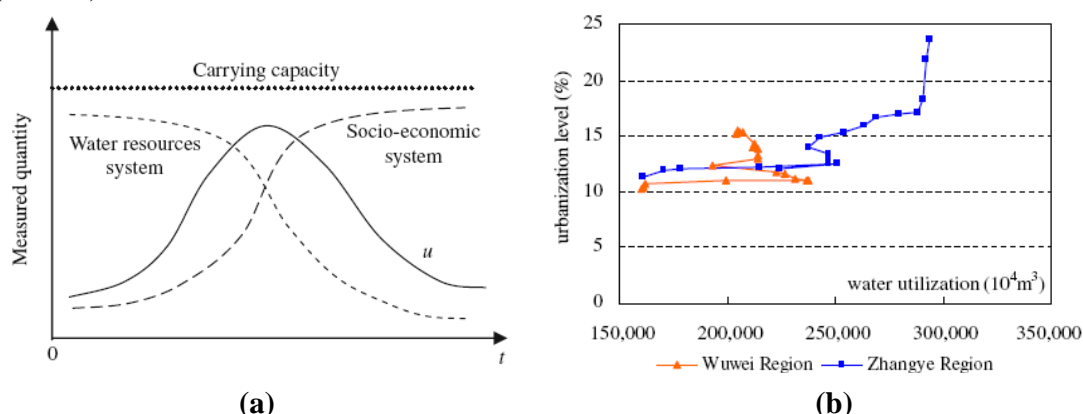 Carrying capacity
Water resources
system
Socio-economic
system
u
Measured quantity
0
t
(a)
urbanization level (%)
25
20
15
10
5
0
water utilization (10⁴m³)
150,000 200,000 250,000 300,000 350,000
Wuwei Region Zhangye Region
(b)